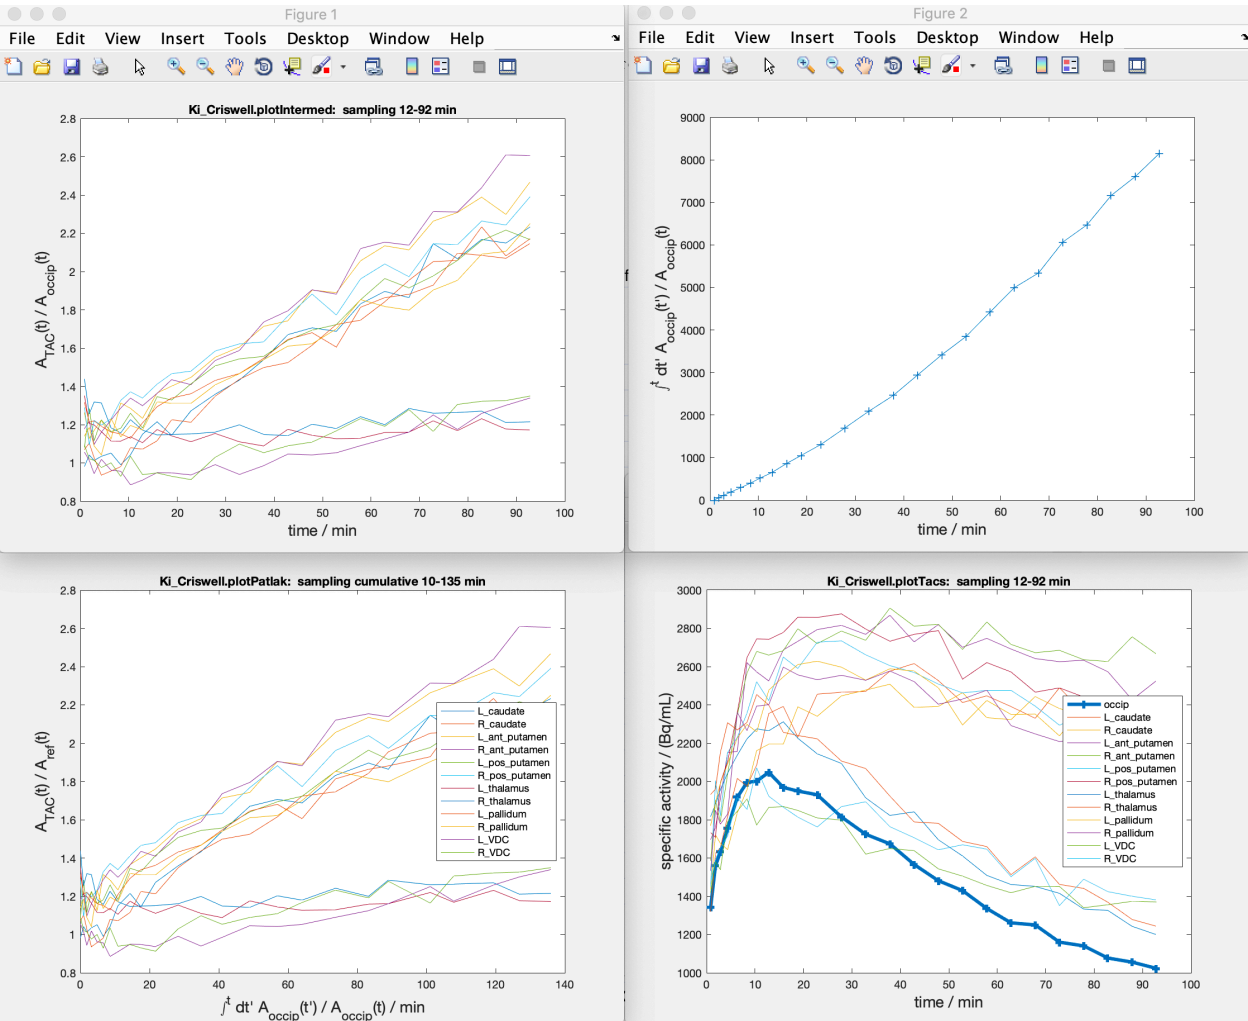 Figure 1
File Edit View Insert Tools Desktop Window Help
Ki_Criswell.plotIntermed: sampling 12-92 min
A_TAC(t) / A_occip(t)
2.8
2.6
2.4
2.2
2
1.8
1.6
1.4
1.2
1
0.8
0 10 20 30 40 50 60 70 80 90 100
time / min
Figure 2
File Edit View Insert Tools Desktop Window Help
∫^t dt' A_occip(t') / A_occip(t)
9000
8000
7000
6000
5000
4000
3000
2000
1000
0
0 10 20 30 40 50 60 70 80 90 100
time / min
Ki_Criswell.plotPatlak: sampling cumulative 10-135 min
A_TAC(t) / A_ref(t)
2.8
2.6
2.4
2.2
2
1.8
1.6
1.4
1.2
1
0.8
L_caudate
R_caudate
L_ant_putamen
R_ant_putamen
L_pos_putamen
R_pos_putamen
L_thalamus
R_thalamus
L_pallidum
R_pallidum
L_VDC
R_VDC
0 20 40 60 80 100 120 140
∫^t dt' A_occip(t') / A_occip(t) / min
Ki_Criswell.plotTacs: sampling 12-92 min
specific activity / (Bq/mL)
3000
2800
2600
2400
2200
2000
1800
1600
1400
1200
1000
occip
L_caudate
R_caudate
L_ant_putamen
R_ant_putamen
L_pos_putamen
R_pos_putamen
L_thalamus
R_thalamus
L_pallidum
R_pallidum
L_VDC
R_VDC
0 10 20 30 40 50 60 70 80 90 100
time / min